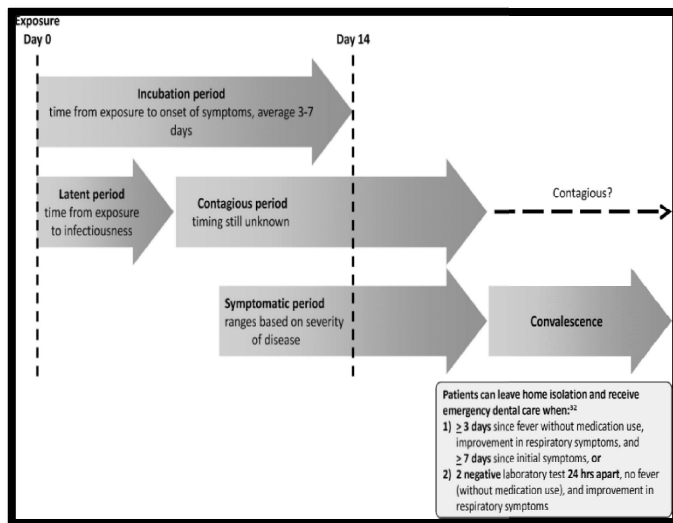 Exposure
Day 0
Day 14
Incubation period
time from exposure to onset of symptoms, average 3-7
days
Latent period
time from exposure
to infectiousness
Contagious period
timing still unknown
Contagious?
Symptomatic period
ranges based on severity
of disease
Convalescence
Patients can leave home isolation and receive
emergency dental care when:³²
1) ≥ 3 days since fever without medication use,
improvement in respiratory symptoms, and
≥ 7 days since initial symptoms, or
2) 2 negative laboratory test 24 hrs apart, no fever
(without medication use), and improvement in
respiratory symptoms